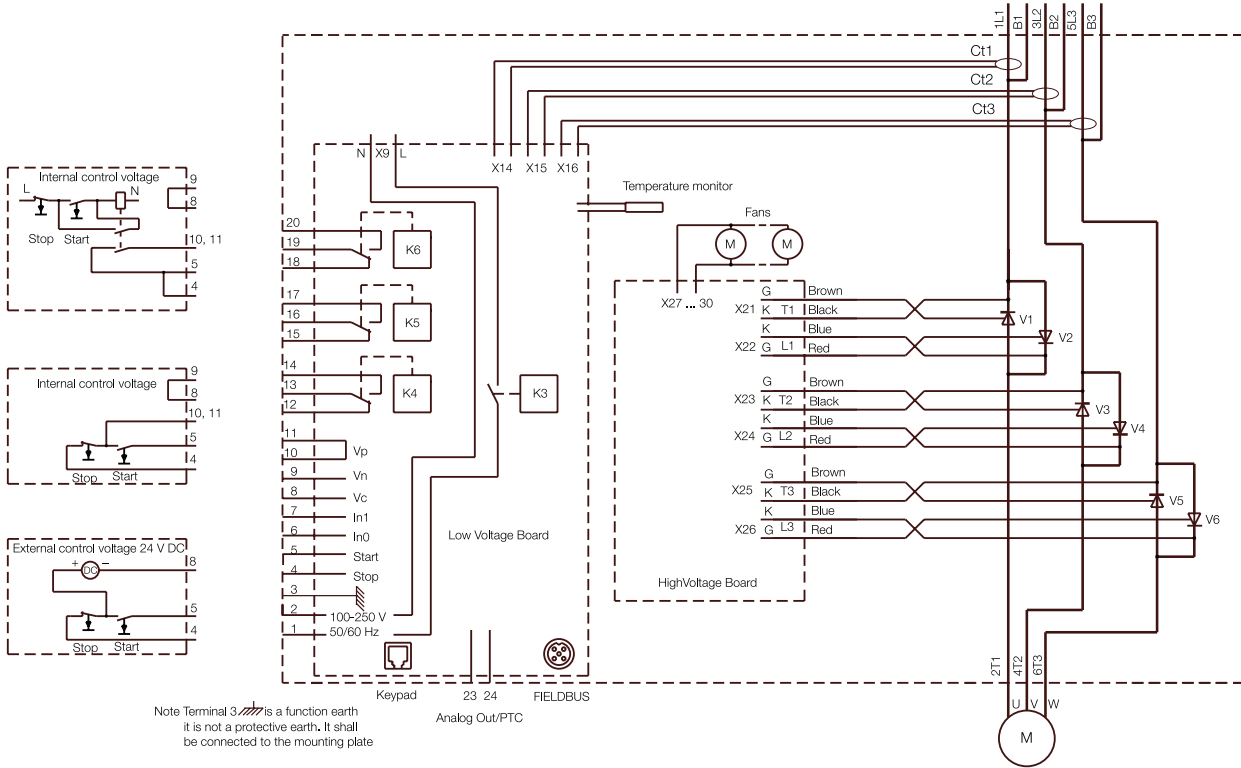 1L1
B1
3L2
B2
5L3
B3
Ct1
Ct2
Ct3
N X9 L
X14 X15 X16
Temperature monitor
Fans
M M
X27 ... 30
Internal control voltage
L N
Stop Start
9
8
10, 11
5
4
Internal control voltage
9
8
10, 11
5
4
Stop Start
External control voltage 24 V DC
+ DC −
8
5
4
Stop Start
20
19
18
K6
17
16
15
K5
14
13
12
K4
K3
11
10 Vp
9 Vn
8 Vc
7 In1
6 In0
5 Start
4 Stop
3
2 100-250 V
1 50/60 Hz
Low Voltage Board
Keypad
23 24
Analog Out/PTC
FIELDBUS
G Brown
X21 K T1 Black
K Blue
X22 G L1 Red
G Brown
X23 K T2 Black
K Blue
X24 G L2 Red
G Brown
X25 K T3 Black
K Blue
X26 G L3 Red
HighVoltage Board
V1
V2
V3
V4
V5
V6
2T1
4T2
6T3
U V W
M
Note Terminal 3 is a function earth
it is not a protective earth. It shall
be connected to the mounting plate